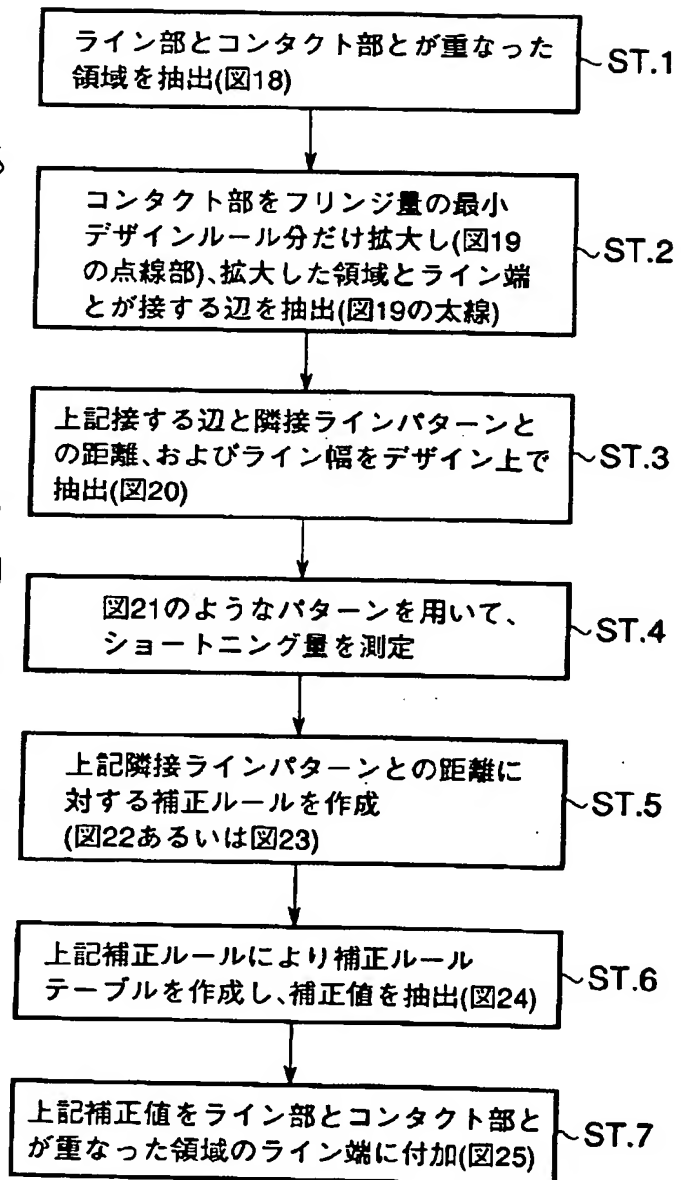 ライン部とコンタクト部とが重なった
領域を抽出(図18)
ST.1
コンタクト部をフリンジ量の最小
デザインルール分だけ拡大し(図19
の点線部)、拡大した領域とライン端
とが接する辺を抽出(図19の太線)
ST.2
上記接する辺と隣接ラインパターンと
の距離、およびライン幅をデザイン上で
抽出(図20)
ST.3
図21のようなパターンを用いて、
ショートニング量を測定
ST.4
上記隣接ラインパターンとの距離に
対する補正ルールを作成
(図22あるいは図23)
ST.5
上記補正ルールにより補正ルール
テーブルを作成し、補正値を抽出(図24)
ST.6
上記補正値をライン部とコンタクト部と
が重なった領域のライン端に付加(図25)
ST.7